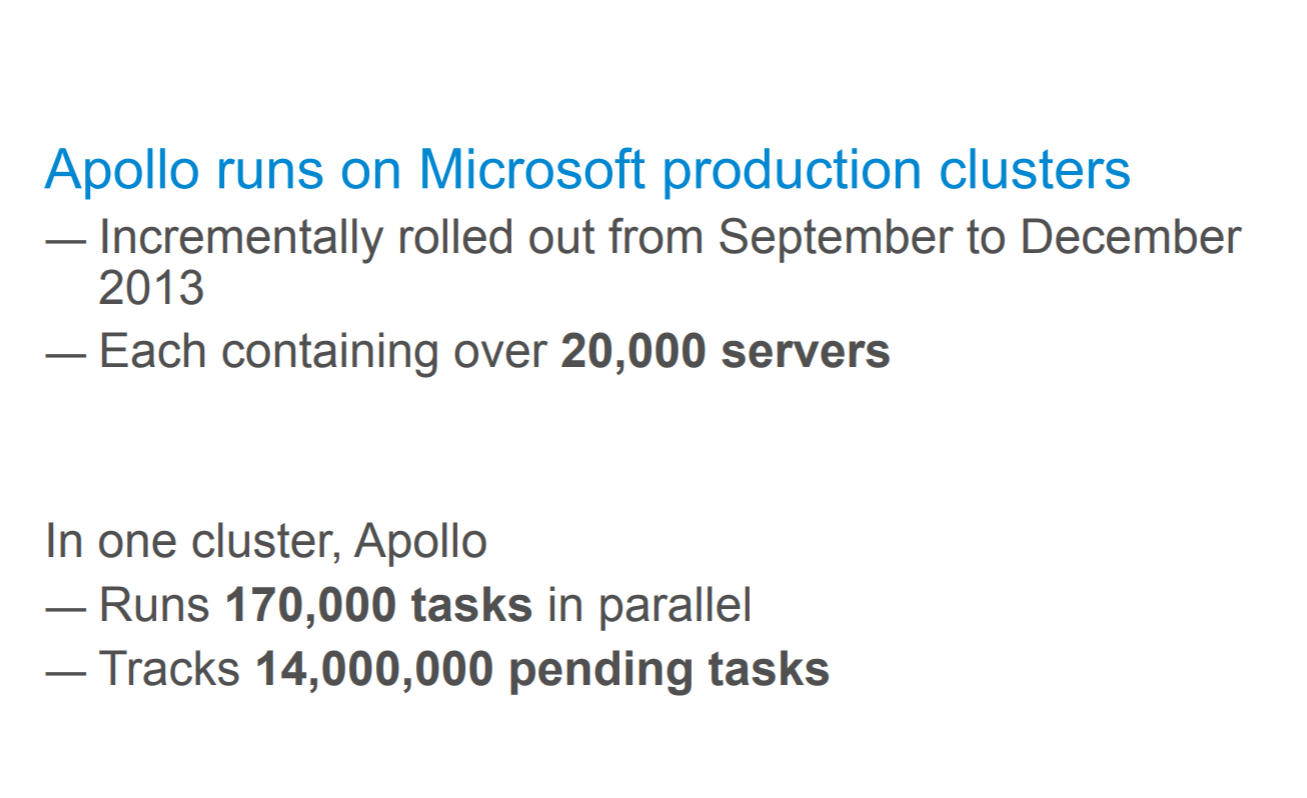 Apollo runs on Microsoft production clusters
— Incrementally rolled out from September to December
2013
— Each containing over 20,000 servers
In one cluster, Apollo
— Runs 170,000 tasks in parallel
— Tracks 14,000,000 pending tasks